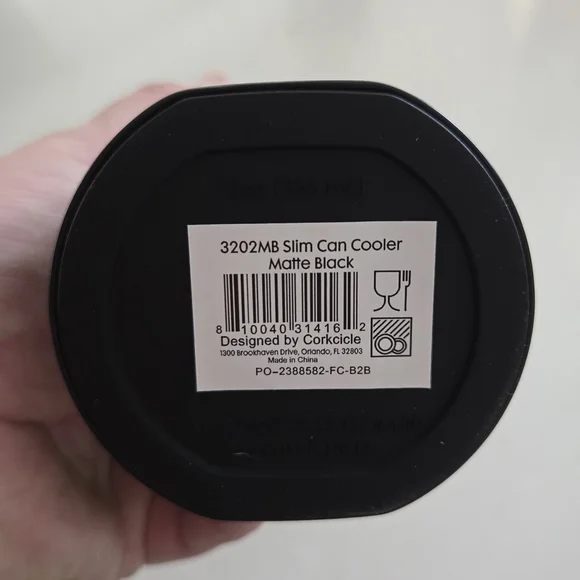 3202MB Slim Can Cooler
Matte Black
8 10040 31416 2
Designed by Corkcicle
1300 Brookhaven Drive, Orlando, FL 32803
Made in China
PO-2388582-FC-B2B